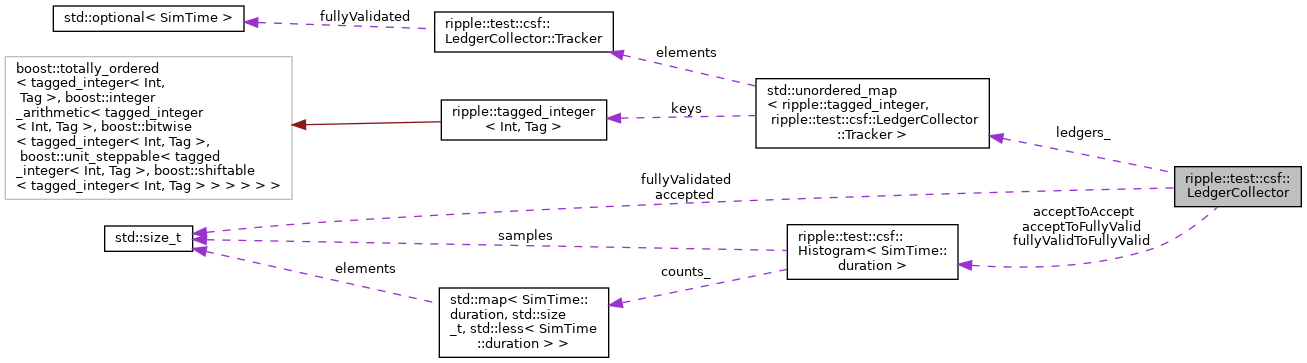 std::optional< SimTime >
fullyValidated
ripple::test::csf::
LedgerCollector::Tracker
elements
boost::totally_ordered
< tagged_integer< Int,
Tag >, boost::integer
_arithmetic< tagged_integer
< Int, Tag >, boost::bitwise
< tagged_integer< Int, Tag >,
boost::unit_steppable< tagged
_integer< Int, Tag >, boost::shiftable
< tagged_integer< Int, Tag > > > > > >
ripple::tagged_integer
< Int, Tag >
keys
std::unordered_map
< ripple::tagged_integer,
ripple::test::csf::LedgerCollector
::Tracker >
ledgers_
ripple::test::csf::
LedgerCollector
fullyValidated
accepted
acceptToAccept
acceptToFullyValid
fullyValidToFullyValid
std::size_t
samples
ripple::test::csf::
Histogram< SimTime::
duration >
elements
counts_
std::map< SimTime::
duration, std::size
_t, std::less< SimTime
::duration > >